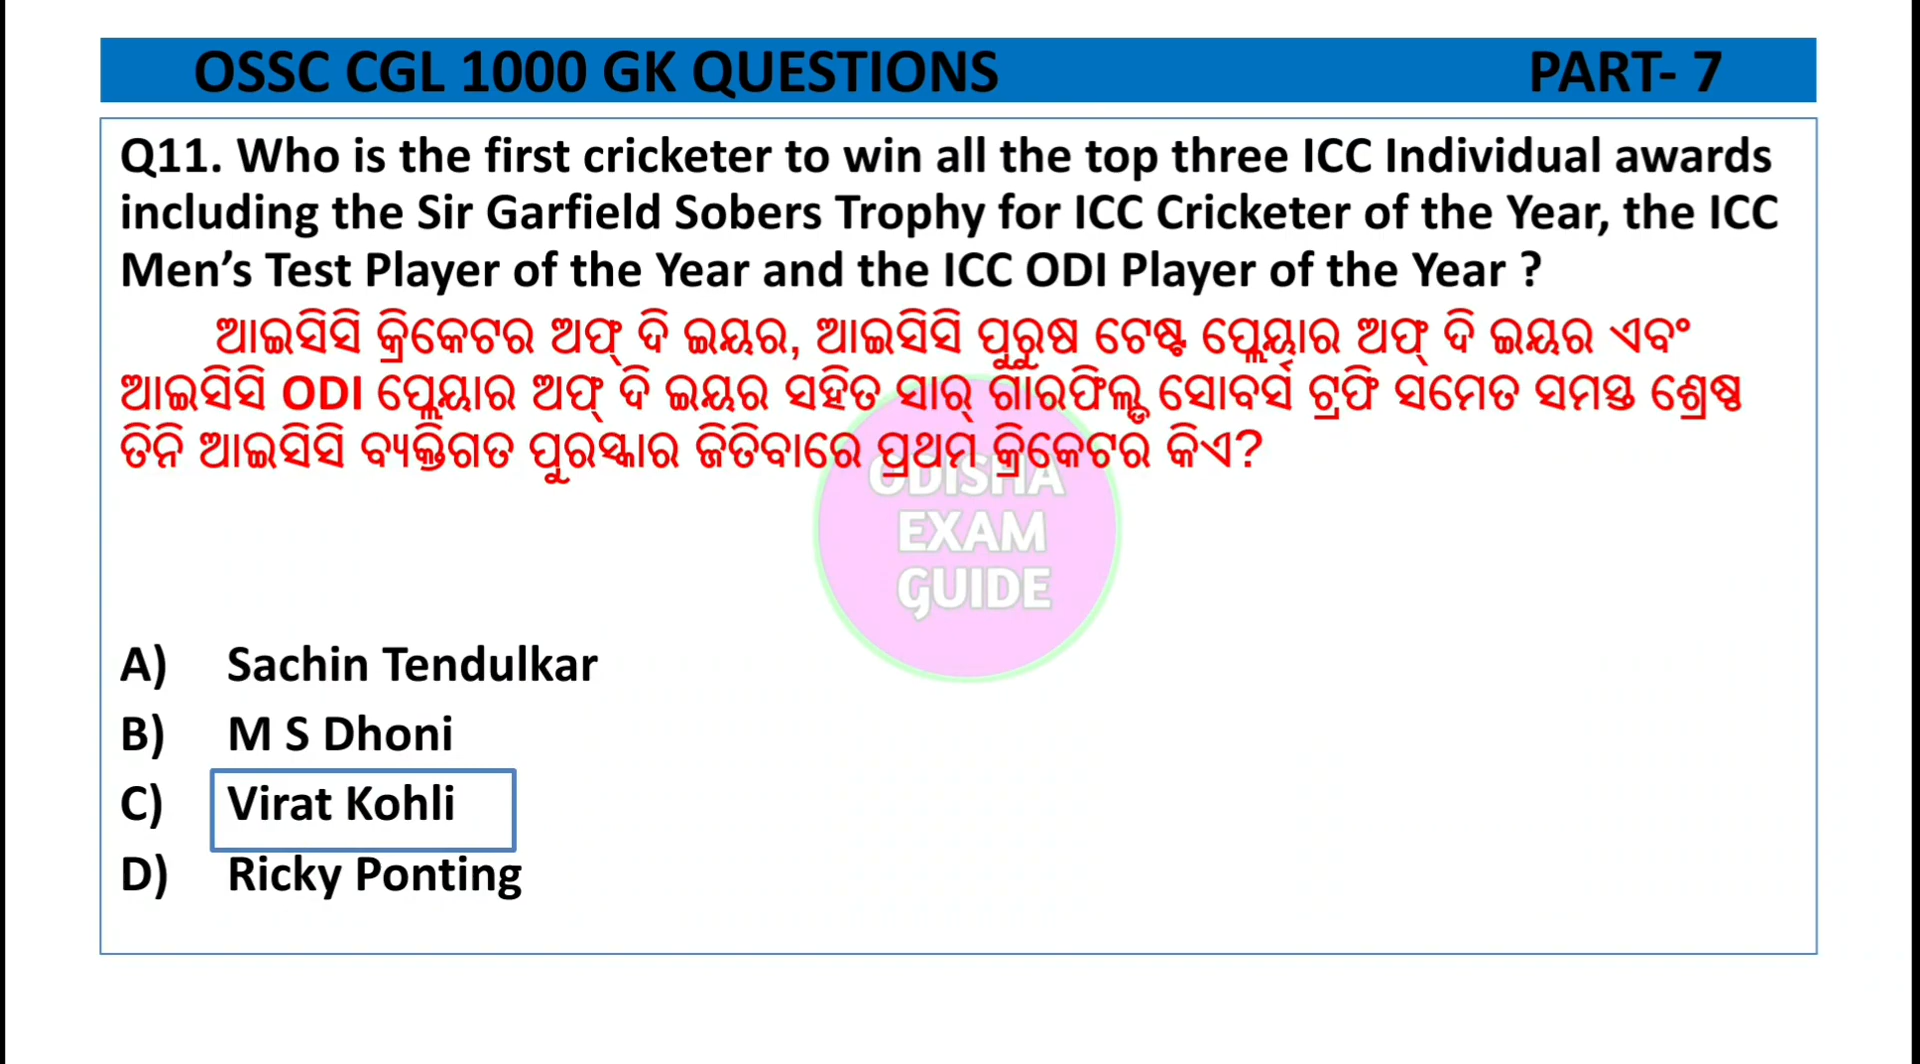 OSSC CGL 1000 GK QUESTIONS PART- 7
Q11. Who is the first cricketer to win all the top three ICC Individual awards
including the Sir Garfield Sobers Trophy for ICC Cricketer of the Year, the ICC
Men’s Test Player of the Year and the ICC ODI Player of the Year ?
ଆଇସିସି କ୍ରିକେଟର ଅଫ୍ ଦି ଇୟର, ଆଇସିସି ପୁରୁଷ ଟେଷ୍ଟ ପ୍ଲେୟାର ଅଫ୍ ଦି ଇୟର ଏବଂ
ଆଇସିସି ODI ପ୍ଲେୟାର ଅଫ୍ ଦି ଇୟର ସହିତ ସାର୍ ଗାରଫିଲ୍ଡ ସୋବର୍ସ ଟ୍ରଫି ସମେତ ସମସ୍ତ ଶ୍ରେଷ୍ଠ
ତିନି ଆଇସିସି ବ୍ୟକ୍ତିଗତ ପୁରସ୍କାର ଜିତିବାରେ ପ୍ରଥମ କ୍ରିକେଟର କିଏ?
ODISHA
EXAM
GUIDE
A) Sachin Tendulkar
B) M S Dhoni
C) Virat Kohli
D) Ricky Ponting